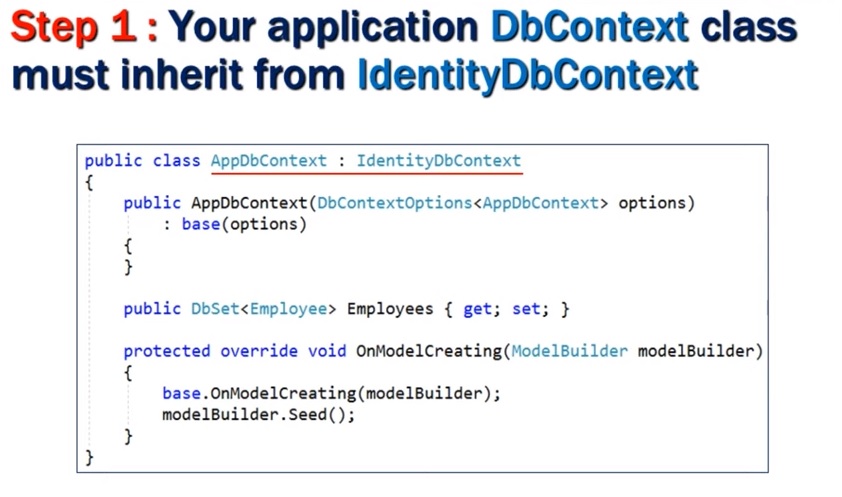 Step 1 : Your application DbContext class
must inherit from IdentityDbContext
public class AppDbContext : IdentityDbContext
{
public AppDbContext(DbContextOptions<AppDbContext> options)
: base(options)
{
}
public DbSet<Employee> Employees { get; set; }
protected override void OnModelCreating(ModelBuilder modelBuilder)
{
base.OnModelCreating(modelBuilder);
modelBuilder.Seed();
}
}